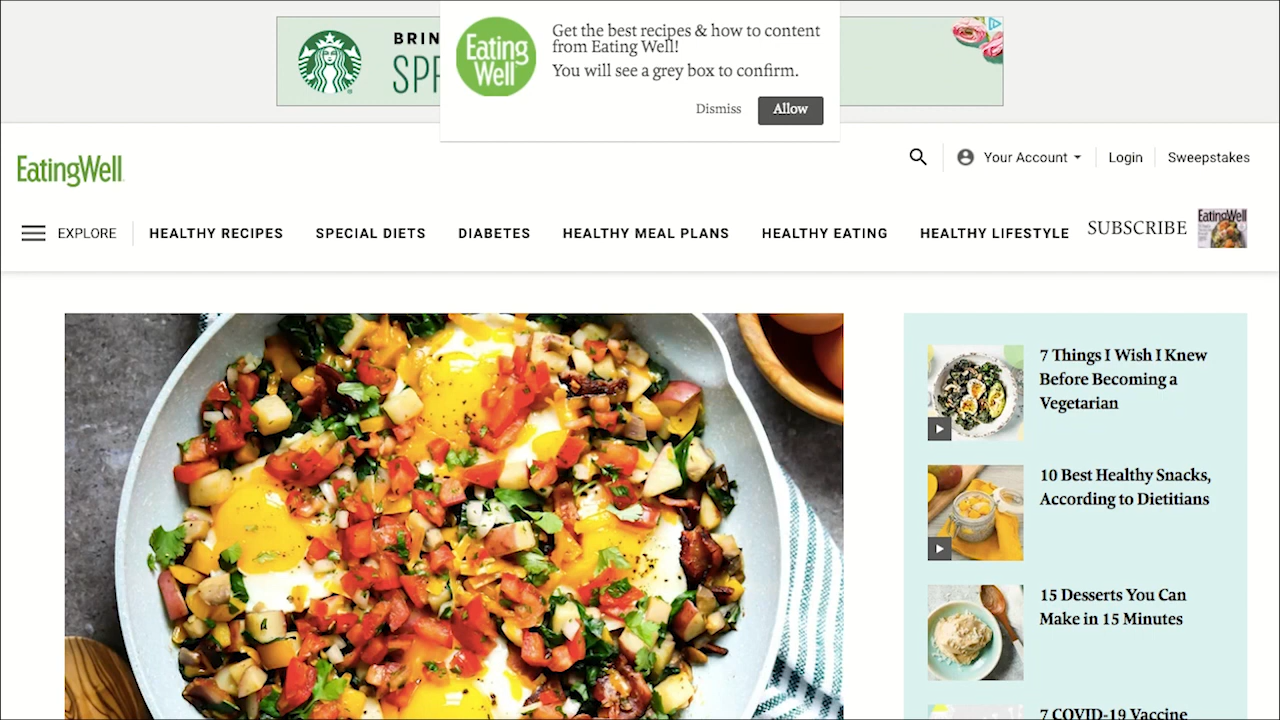 BRIN
SPR
Eating
Well
Get the best recipes & how to content
from Eating Well!
You will see a grey box to confirm.
Dismiss
Allow
EatingWell
Your Account
Login
Sweepstakes
EXPLORE
HEALTHY RECIPES
SPECIAL DIETS
DIABETES
HEALTHY MEAL PLANS
HEALTHY EATING
HEALTHY LIFESTYLE
SUBSCRIBE
EatingWell
7 Things I Wish I Knew
Before Becoming a
Vegetarian
10 Best Healthy Snacks,
According to Dietitians
15 Desserts You Can
Make in 15 Minutes
7 COVID-19 Vaccine